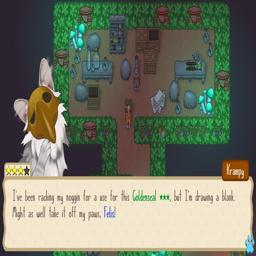 Krampy
I've been racking my noggin for a use for this Goldenseal ★★★, but I'm drawing a blank.
Might as well take it off my paws, Felis!